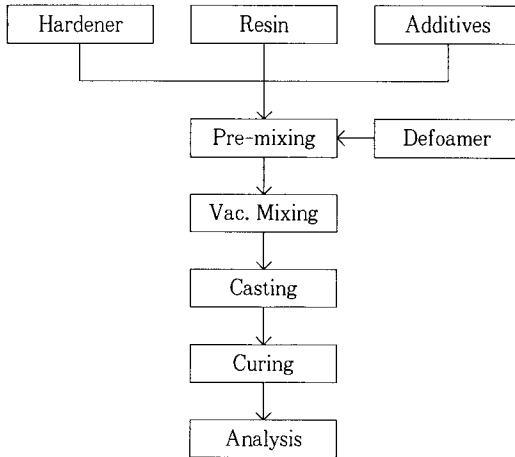 Hardener
Resin
Additives
Pre-mixing
Defoamer
Vac. Mixing
Casting
Curing
Analysis